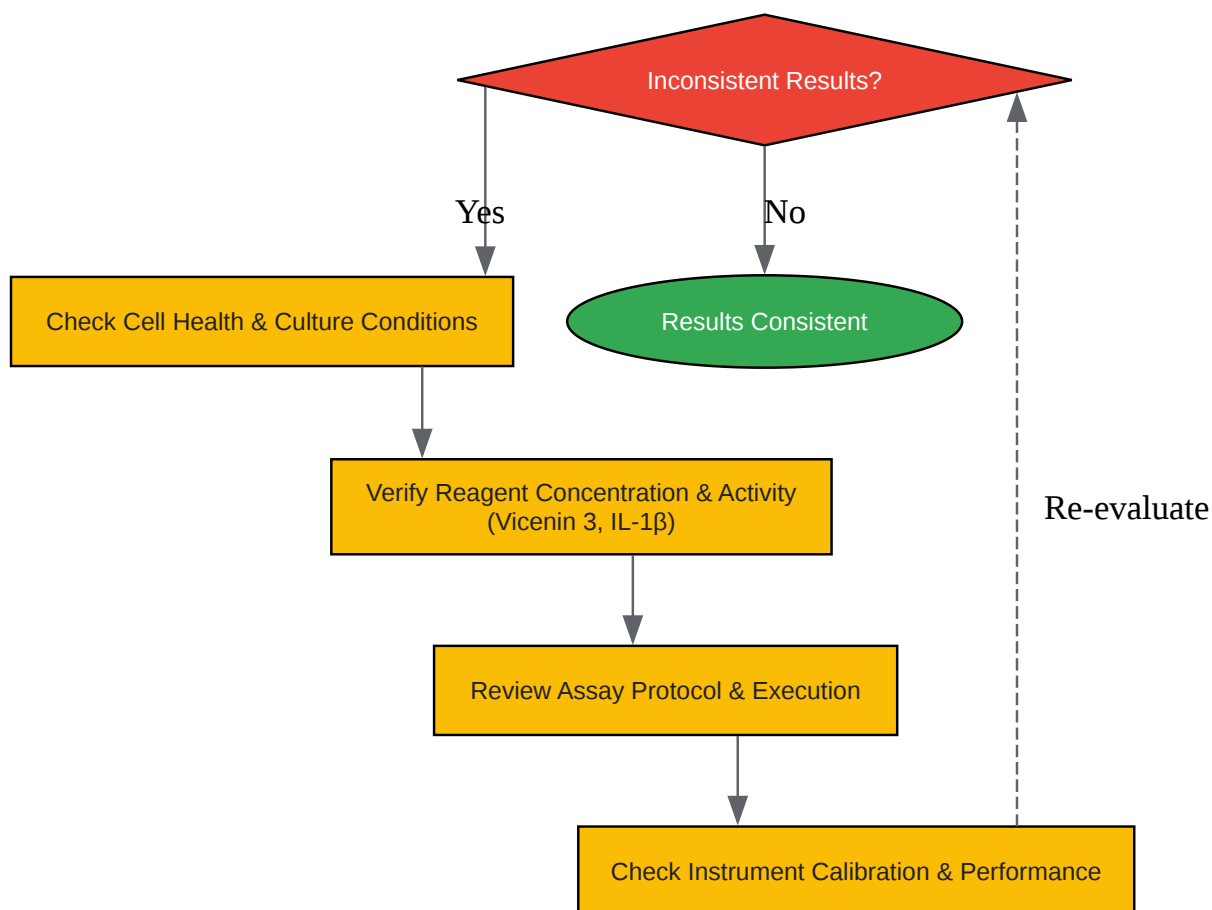 Inconsistent Results?
Yes
No
Check Cell Health & Culture Conditions
Results Consistent
Verify Reagent Concentration & Activity
(Vicenin 3, IL-1β)
Re-evaluate
Review Assay Protocol & Execution
Check Instrument Calibration & Performance